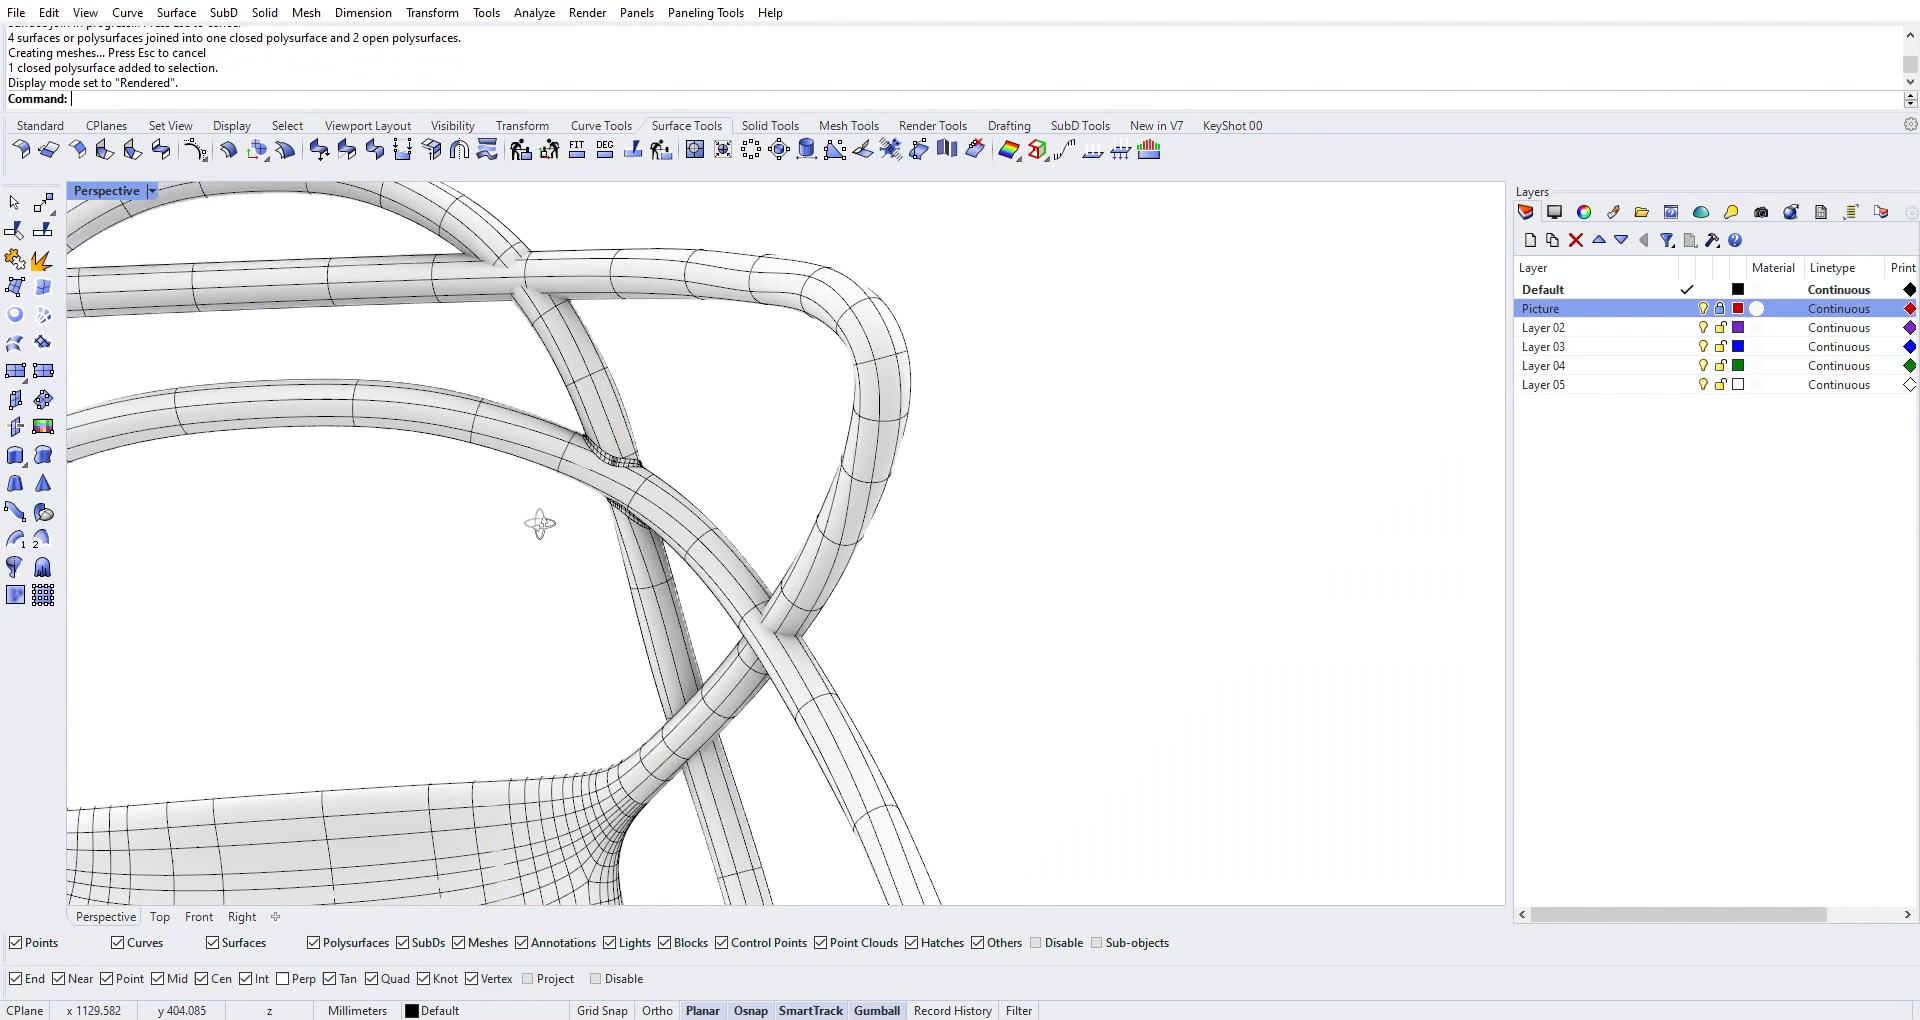 File Edit View Curve Surface SubD Solid Mesh Dimension Transform Tools Analyze Render Panels Paneling Tools Help
4 surfaces or polysurfaces joined into one closed polysurface and 2 open polysurfaces.
Creating meshes... Press Esc to cancel
1 closed polysurface added to selection.
Display mode set to "Rendered".
Command:
Standard CPlanes Set View Display Select Viewport Layout Visibility Transform Curve Tools Surface Tools Solid Tools Mesh Tools Render Tools Drafting SubD Tools New in V7 KeyShot 00
FIT DEG
Perspective
Layers
Layer Material Linetype Print
Default Continuous
Picture Continuous
Layer 02 Continuous
Layer 03 Continuous
Layer 04 Continuous
Layer 05 Continuous
1 2
Perspective Top Front Right
Points Curves Surfaces Polysurfaces SubDs Meshes Annotations Lights Blocks Control Points Point Clouds Hatches Others Disable Sub-objects
End Near Point Mid Cen Int Perp Tan Quad Knot Vertex Project Disable
CPlane x 1129.582 y 404.085 z Millimeters Default Grid Snap Ortho Planar Osnap SmartTrack Gumball Record History Filter